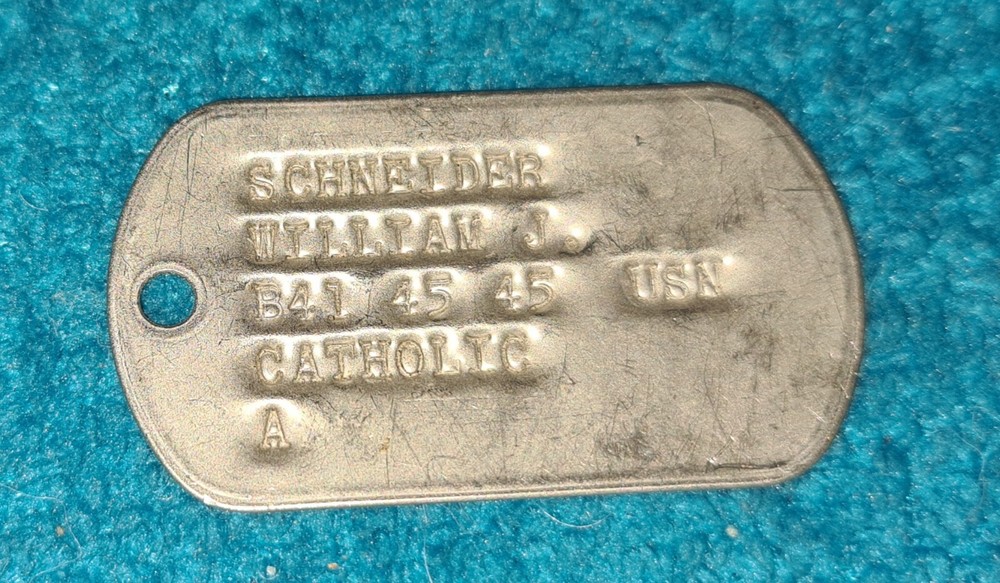 SCHNEIDER
WILLIAM J.
B41 45 45 USN
CATHOLIC
A